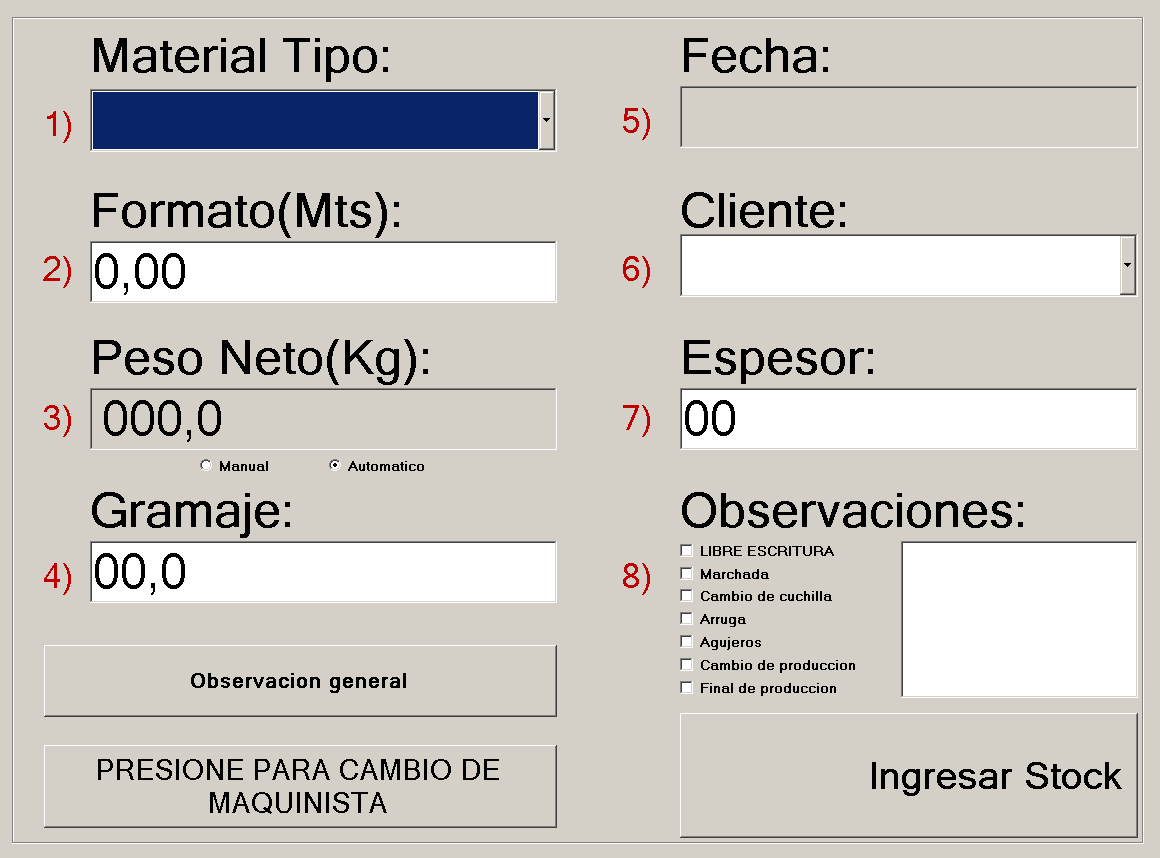 Material Tipo:
1)
Formato(Mts):
2) 0,00
Peso Neto(Kg):
3) 000,0
Manual Automatico
Gramaje:
4) 00,0
Observacion general
PRESIONE PARA CAMBIO DE
MAQUINISTA
Fecha:
5)
Cliente:
6)
Espesor:
7) 00
Observaciones:
8)
LIBRE ESCRITURA
Marchada
Cambio de cuchilla
Arruga
Agujeros
Cambio de produccion
Final de produccion
Ingresar Stock